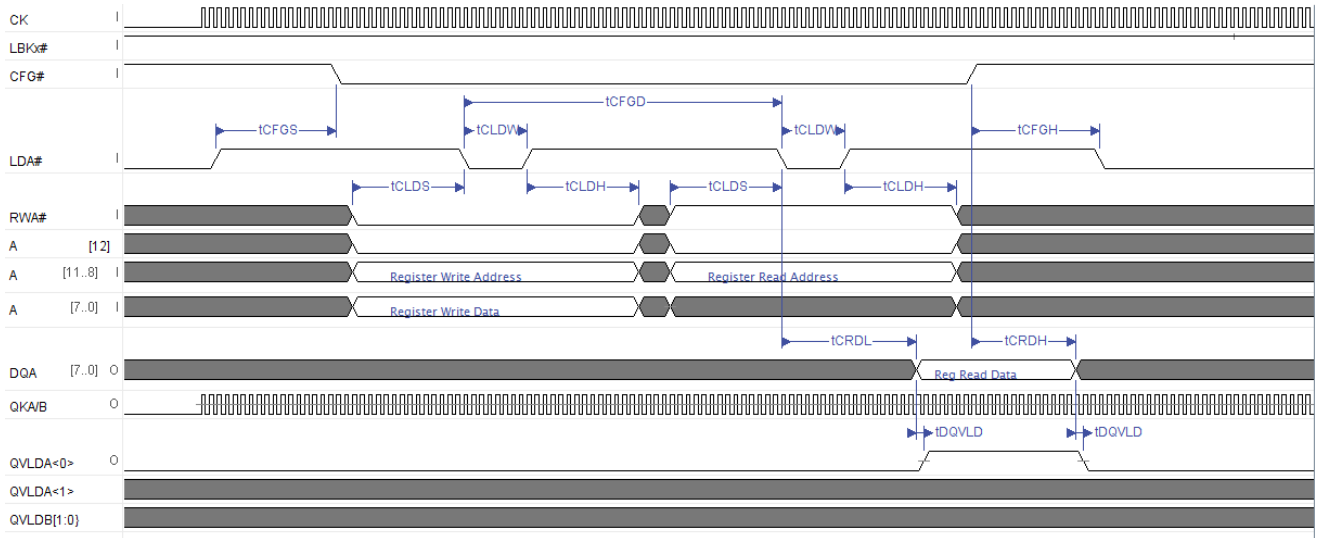 CK I
LBKx# I
CFG# I
tCFGD
tCFGS tCLDW tCLDW tCFGH
LDA# I
tCLDS tCLDH tCLDS tCLDH
RWA# I
A [12]
A [11..8] I Register Write Address Register Read Address
A [7..0] I Register Write Data
tCRDL tCRDH
DQA [7..0] O Reg Read Data
QKA/B O
tDQVLD tDQVLD
QVLDA<0> O
QVLDA<1>
QVLDB[1:0}